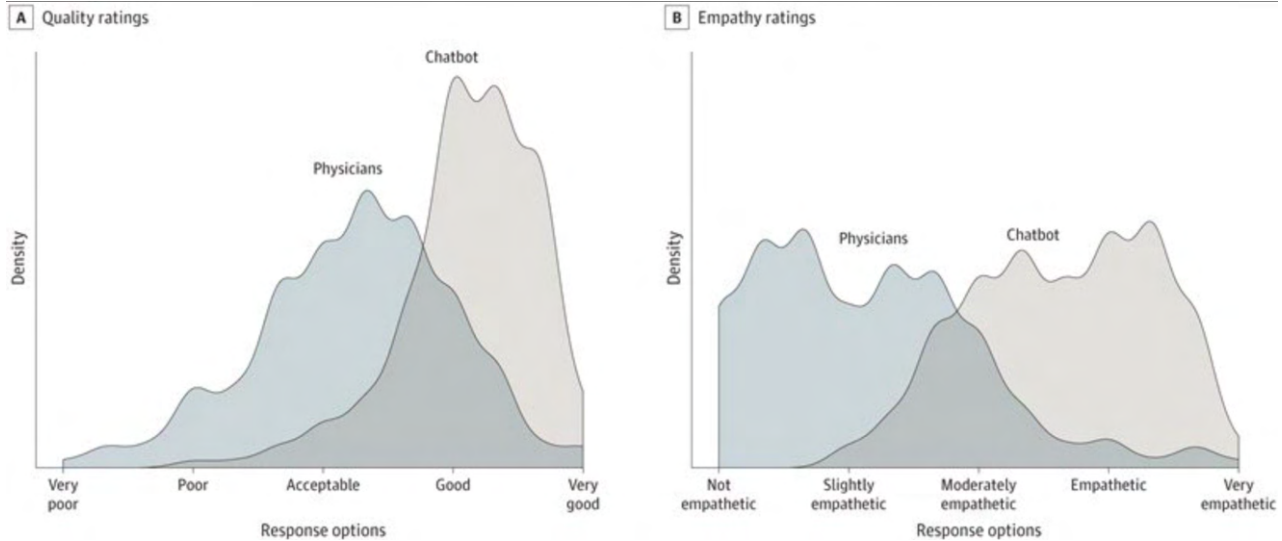 A Quality ratings
Chatbot
Physicians
Density
Very poor
Poor
Acceptable
Good
Very good
Response options
B Empathy ratings
Physicians
Chatbot
Density
Not empathetic
Slightly empathetic
Moderately empathetic
Empathetic
Very empathetic
Response options